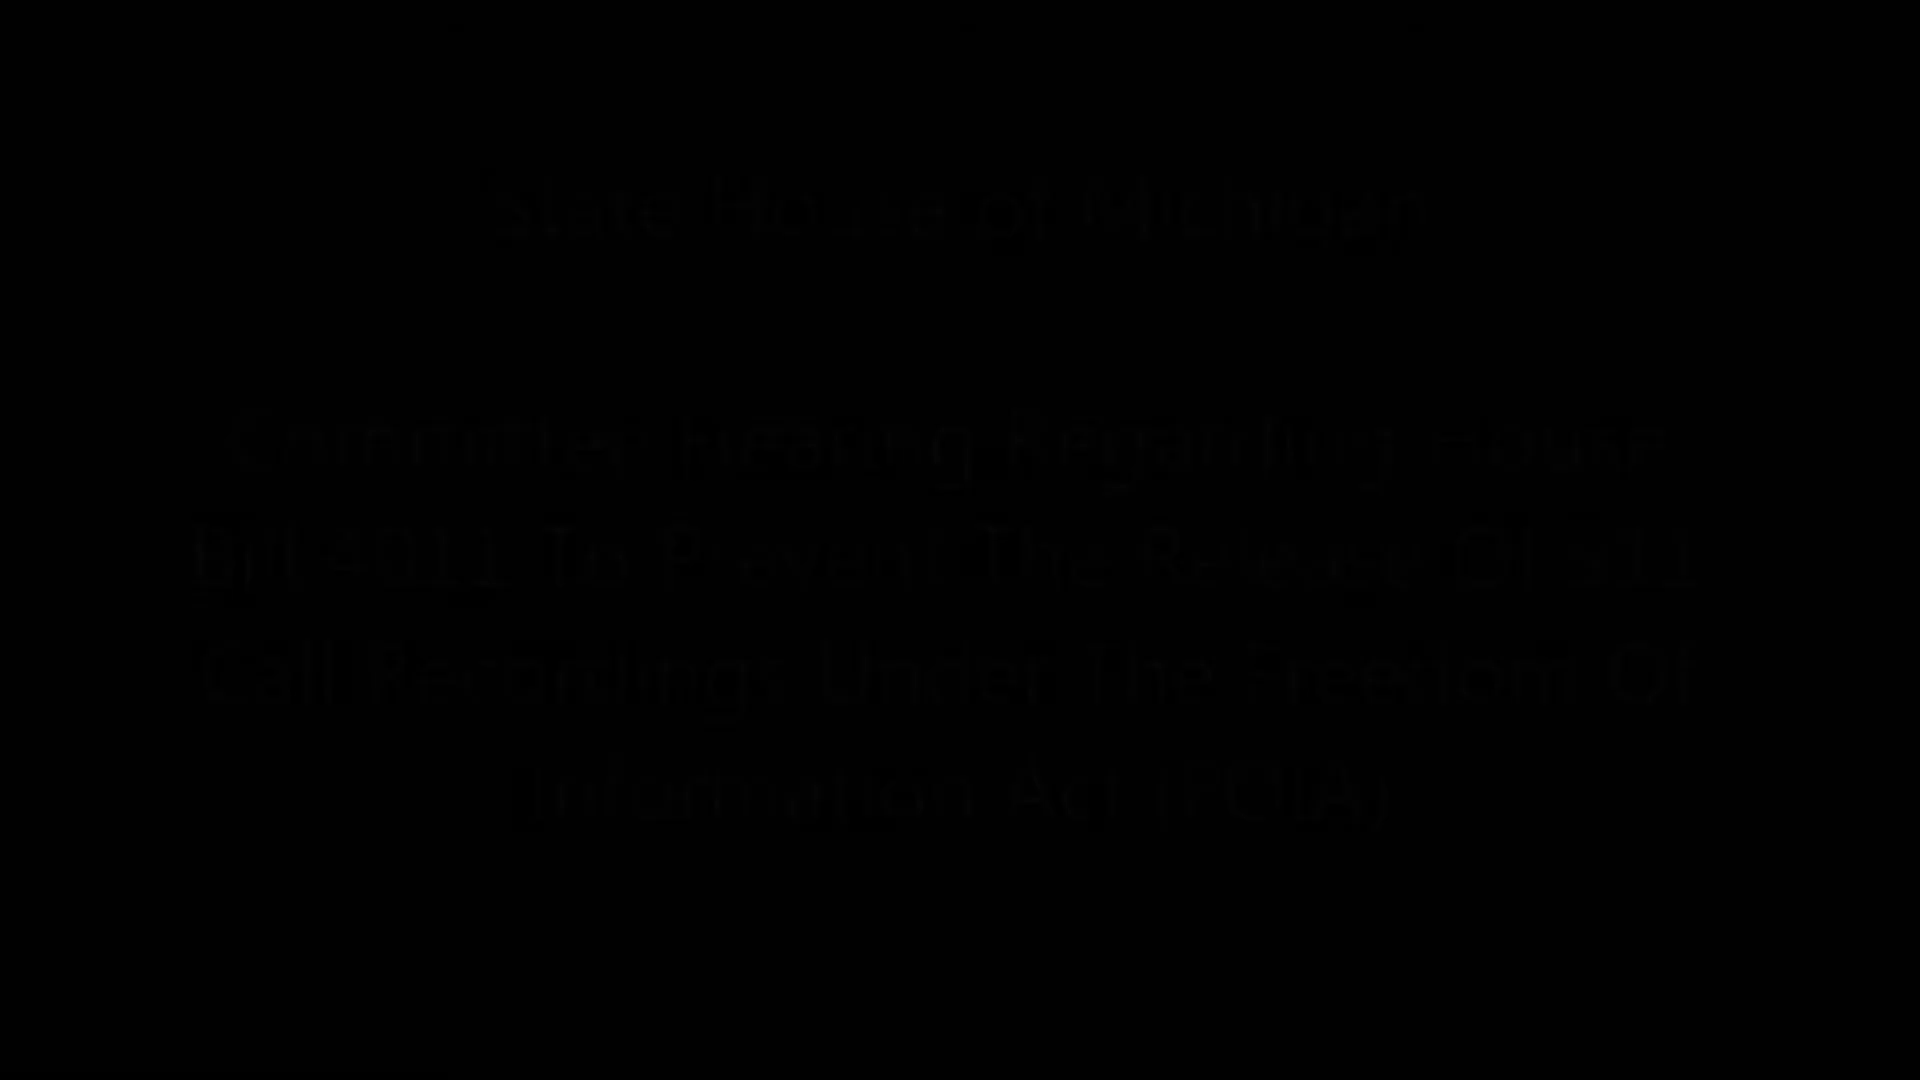 State House of Michigan
Committee Hearing Regarding House
Bill 4011 To Prevent The Release Of 911
Call Recordings Under The Freedom Of
Information Act (FOIA)